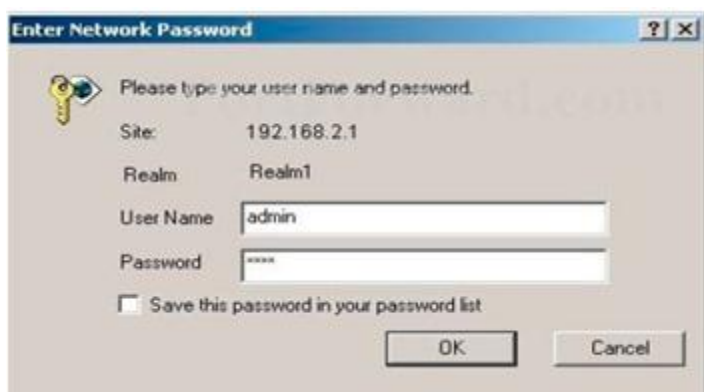 Enter Network Password
? X
Please type your user name and password.
Site: 192.168.2.1
Realm Realm1
User Name admin
Password ****
Save this password in your password list
OK Cancel